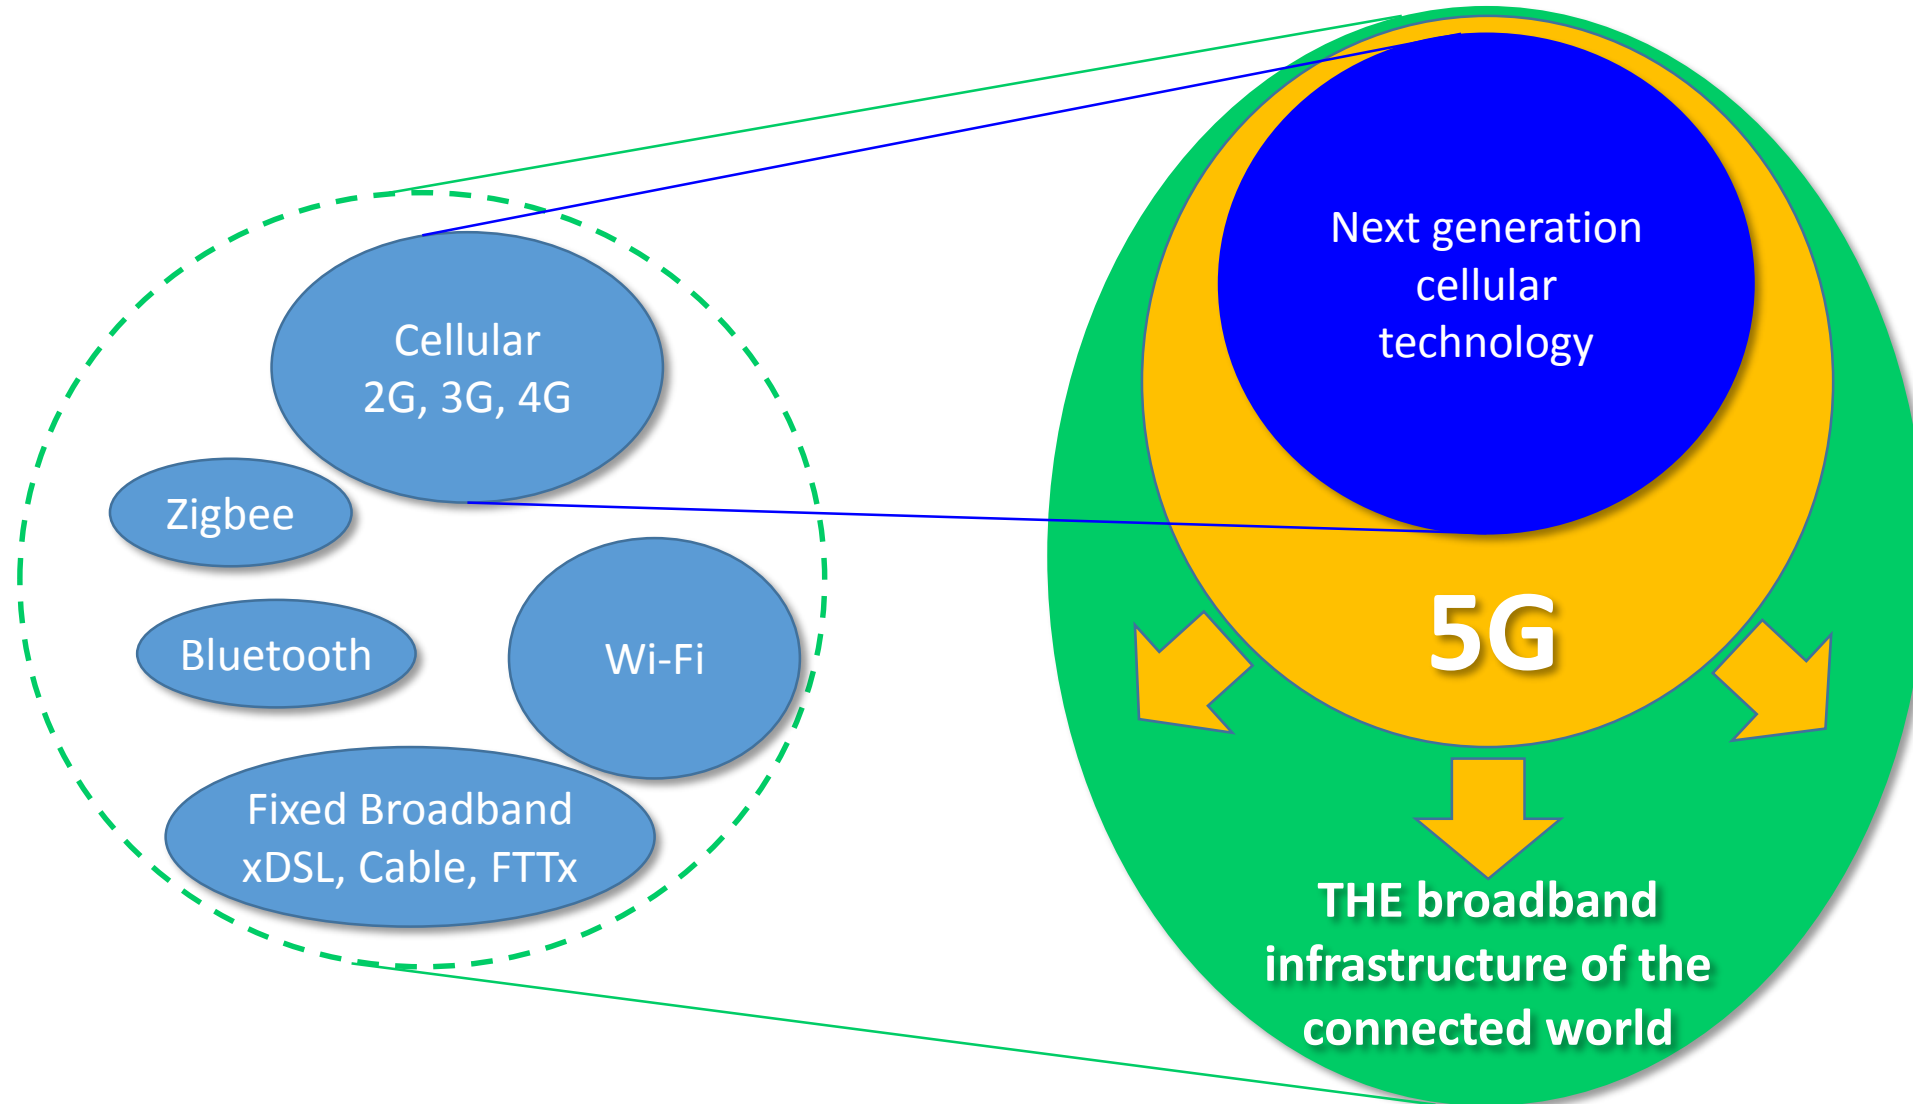 Cellular
2G, 3G, 4G
Zigbee
Bluetooth
Wi-Fi
Fixed Broadband
xDSL, Cable, FTTx
Next generation
cellular
technology
5G
THE broadband
infrastructure of the
connected world